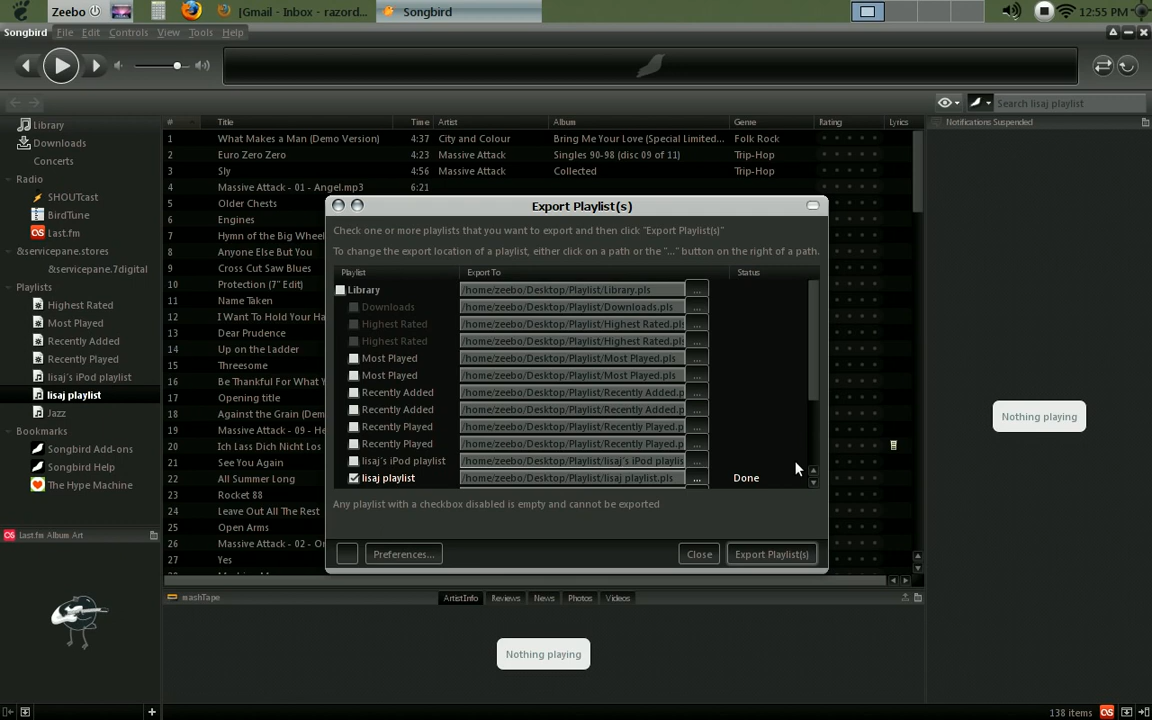 Zeebo [Gmail - Inbox - razord... Songbird 12:55 PM
Songbird File Edit Controls View Tools Help
Search lisaj playlist
Library
Downloads
Concerts
Radio
SHOUTcast
BirdTune
Last.fm
&servicepane.stores
&servicepane.7digital
Playlists
Highest Rated
Most Played
Recently Added
Recently Played
lisaj's iPod playlist
lisaj playlist
Jazz
Bookmarks
Songbird Add-ons
Songbird Help
The Hype Machine
Last.fm Album Art
# Title Time Artist Album Genre Rating Lyrics
1 What Makes a Man (Demo Version) 4:37 City and Colour Bring Me Your Love (Special Limited... Folk Rock
2 Euro Zero Zero 4:23 Massive Attack Singles 90-98 (disc 09 of 11) Trip-Hop
3 Sly 4:56 Massive Attack Collected Trip-Hop
4 Massive Attack - 01 - Angel.mp3 6:21
5 Older Chests
6 Engines
7 Hymn of the Big Wheel
8 Anyone Else But You
9 Cross Cut Saw Blues
10 Protection (7" Edit)
11 Name Taken
12 I Want To Hold Your Ha
13 Dear Prudence
14 Up on the Ladder
15 Threesome
16 Be Thankful For What Y
17 Opening title
18 Against the Grain (Dem
19 Massive Attack - 09 - He
20 Ich Lass Dich Nicht Los
21 See You Again
22 All Summer Long
23 Rocket 88
24 Leave Out All The Rest
25 Open Arms
26 Massive Attack - 02 - O
27 Yes
Export Playlist(s)
Check one or more playlists that you want to export and then click "Export Playlist(s)"
To change the export location of a playlist, either click on a path or the "..." button on the right of a path.
Playlist Export To Status
Library /home/zeebo/Desktop/Playlist/Library.pls ...
Downloads /home/zeebo/Desktop/Playlist/Downloads.pls ...
Highest Rated /home/zeebo/Desktop/Playlist/Highest Rated.pls ...
Highest Rated /home/zeebo/Desktop/Playlist/Highest Rated.pls ...
Most Played /home/zeebo/Desktop/Playlist/Most Played.pls ...
Most Played /home/zeebo/Desktop/Playlist/Most Played.pls ...
Recently Added /home/zeebo/Desktop/Playlist/Recently Added.p ...
Recently Added /home/zeebo/Desktop/Playlist/Recently Added.p ...
Recently Played /home/zeebo/Desktop/Playlist/Recently Played.p ...
Recently Played /home/zeebo/Desktop/Playlist/Recently Played.p ...
lisaj's iPod playlist /home/zeebo/Desktop/Playlist/lisaj's iPod playlis ...
lisaj playlist /home/zeebo/Desktop/Playlist/lisaj playlist.pls ... Done
Any playlist with a checkbox disabled is empty and cannot be exported
Preferences... Close Export Playlist(s)
Notifications Suspended
Nothing playing
mashTape ArtistInfo Reviews News Photos Videos
Nothing playing
138 items